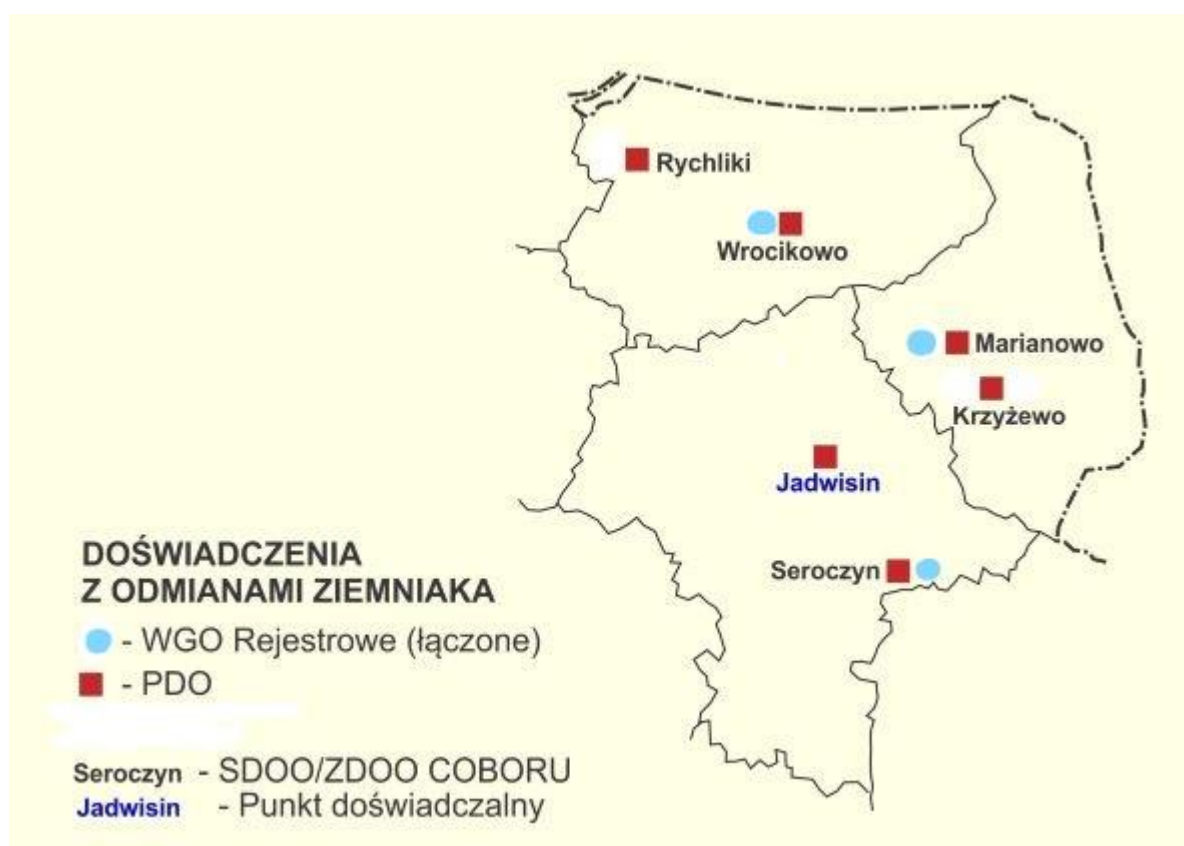 Rychliki
Wrocikowo
Marianowo
Krzyżewo
Jadwisin
Seroczyn
DOŚWIADCZENIA
Z ODMIANAMI ZIEMNIAKA
- WGO Rejestrowe (łączone)
- PDO
Seroczyn - SDOO/ZDOO COBORU
Jadwisin - Punkt doświadczalny